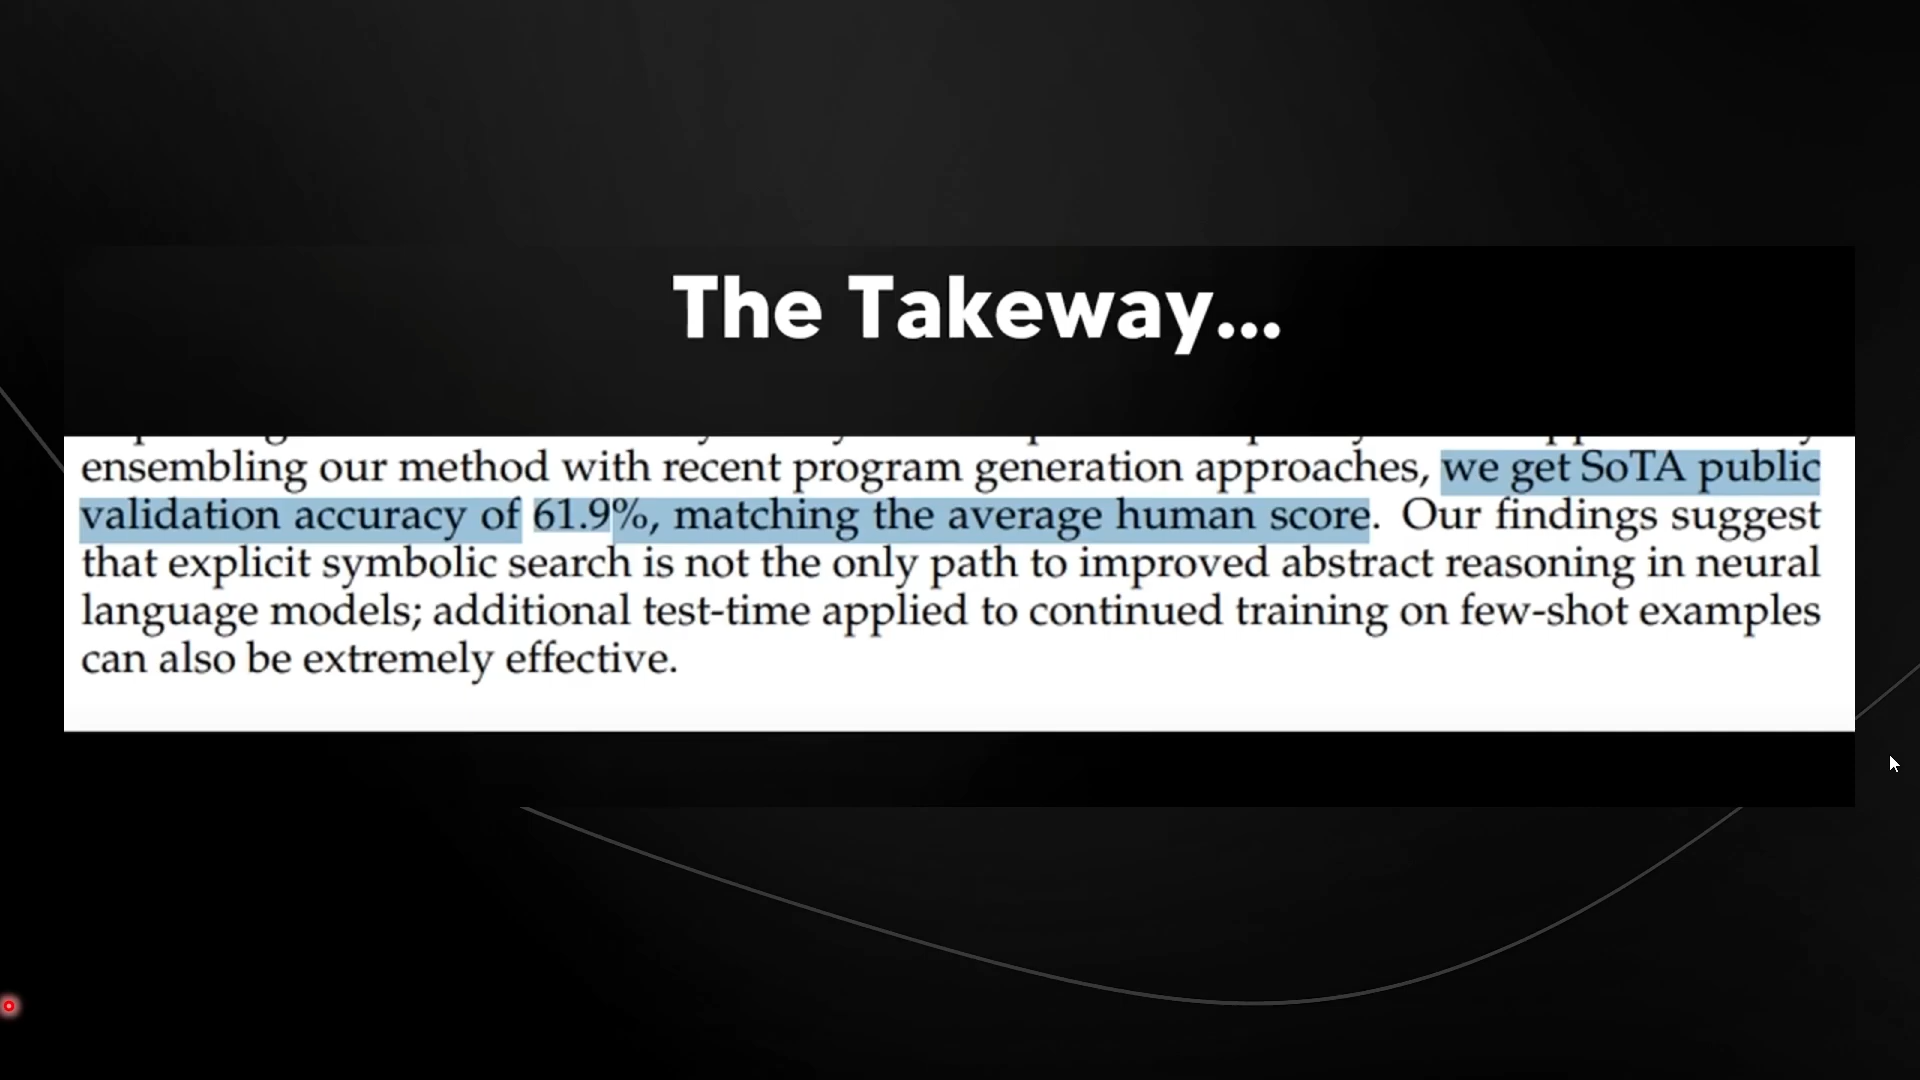 The Takeway...
ensembling our method with recent program generation approaches, we get SoTA public
validation accuracy of 61.9%, matching the average human score. Our findings suggest
that explicit symbolic search is not the only path to improved abstract reasoning in neural
language models; additional test-time applied to continued training on few-shot examples
can also be extremely effective.